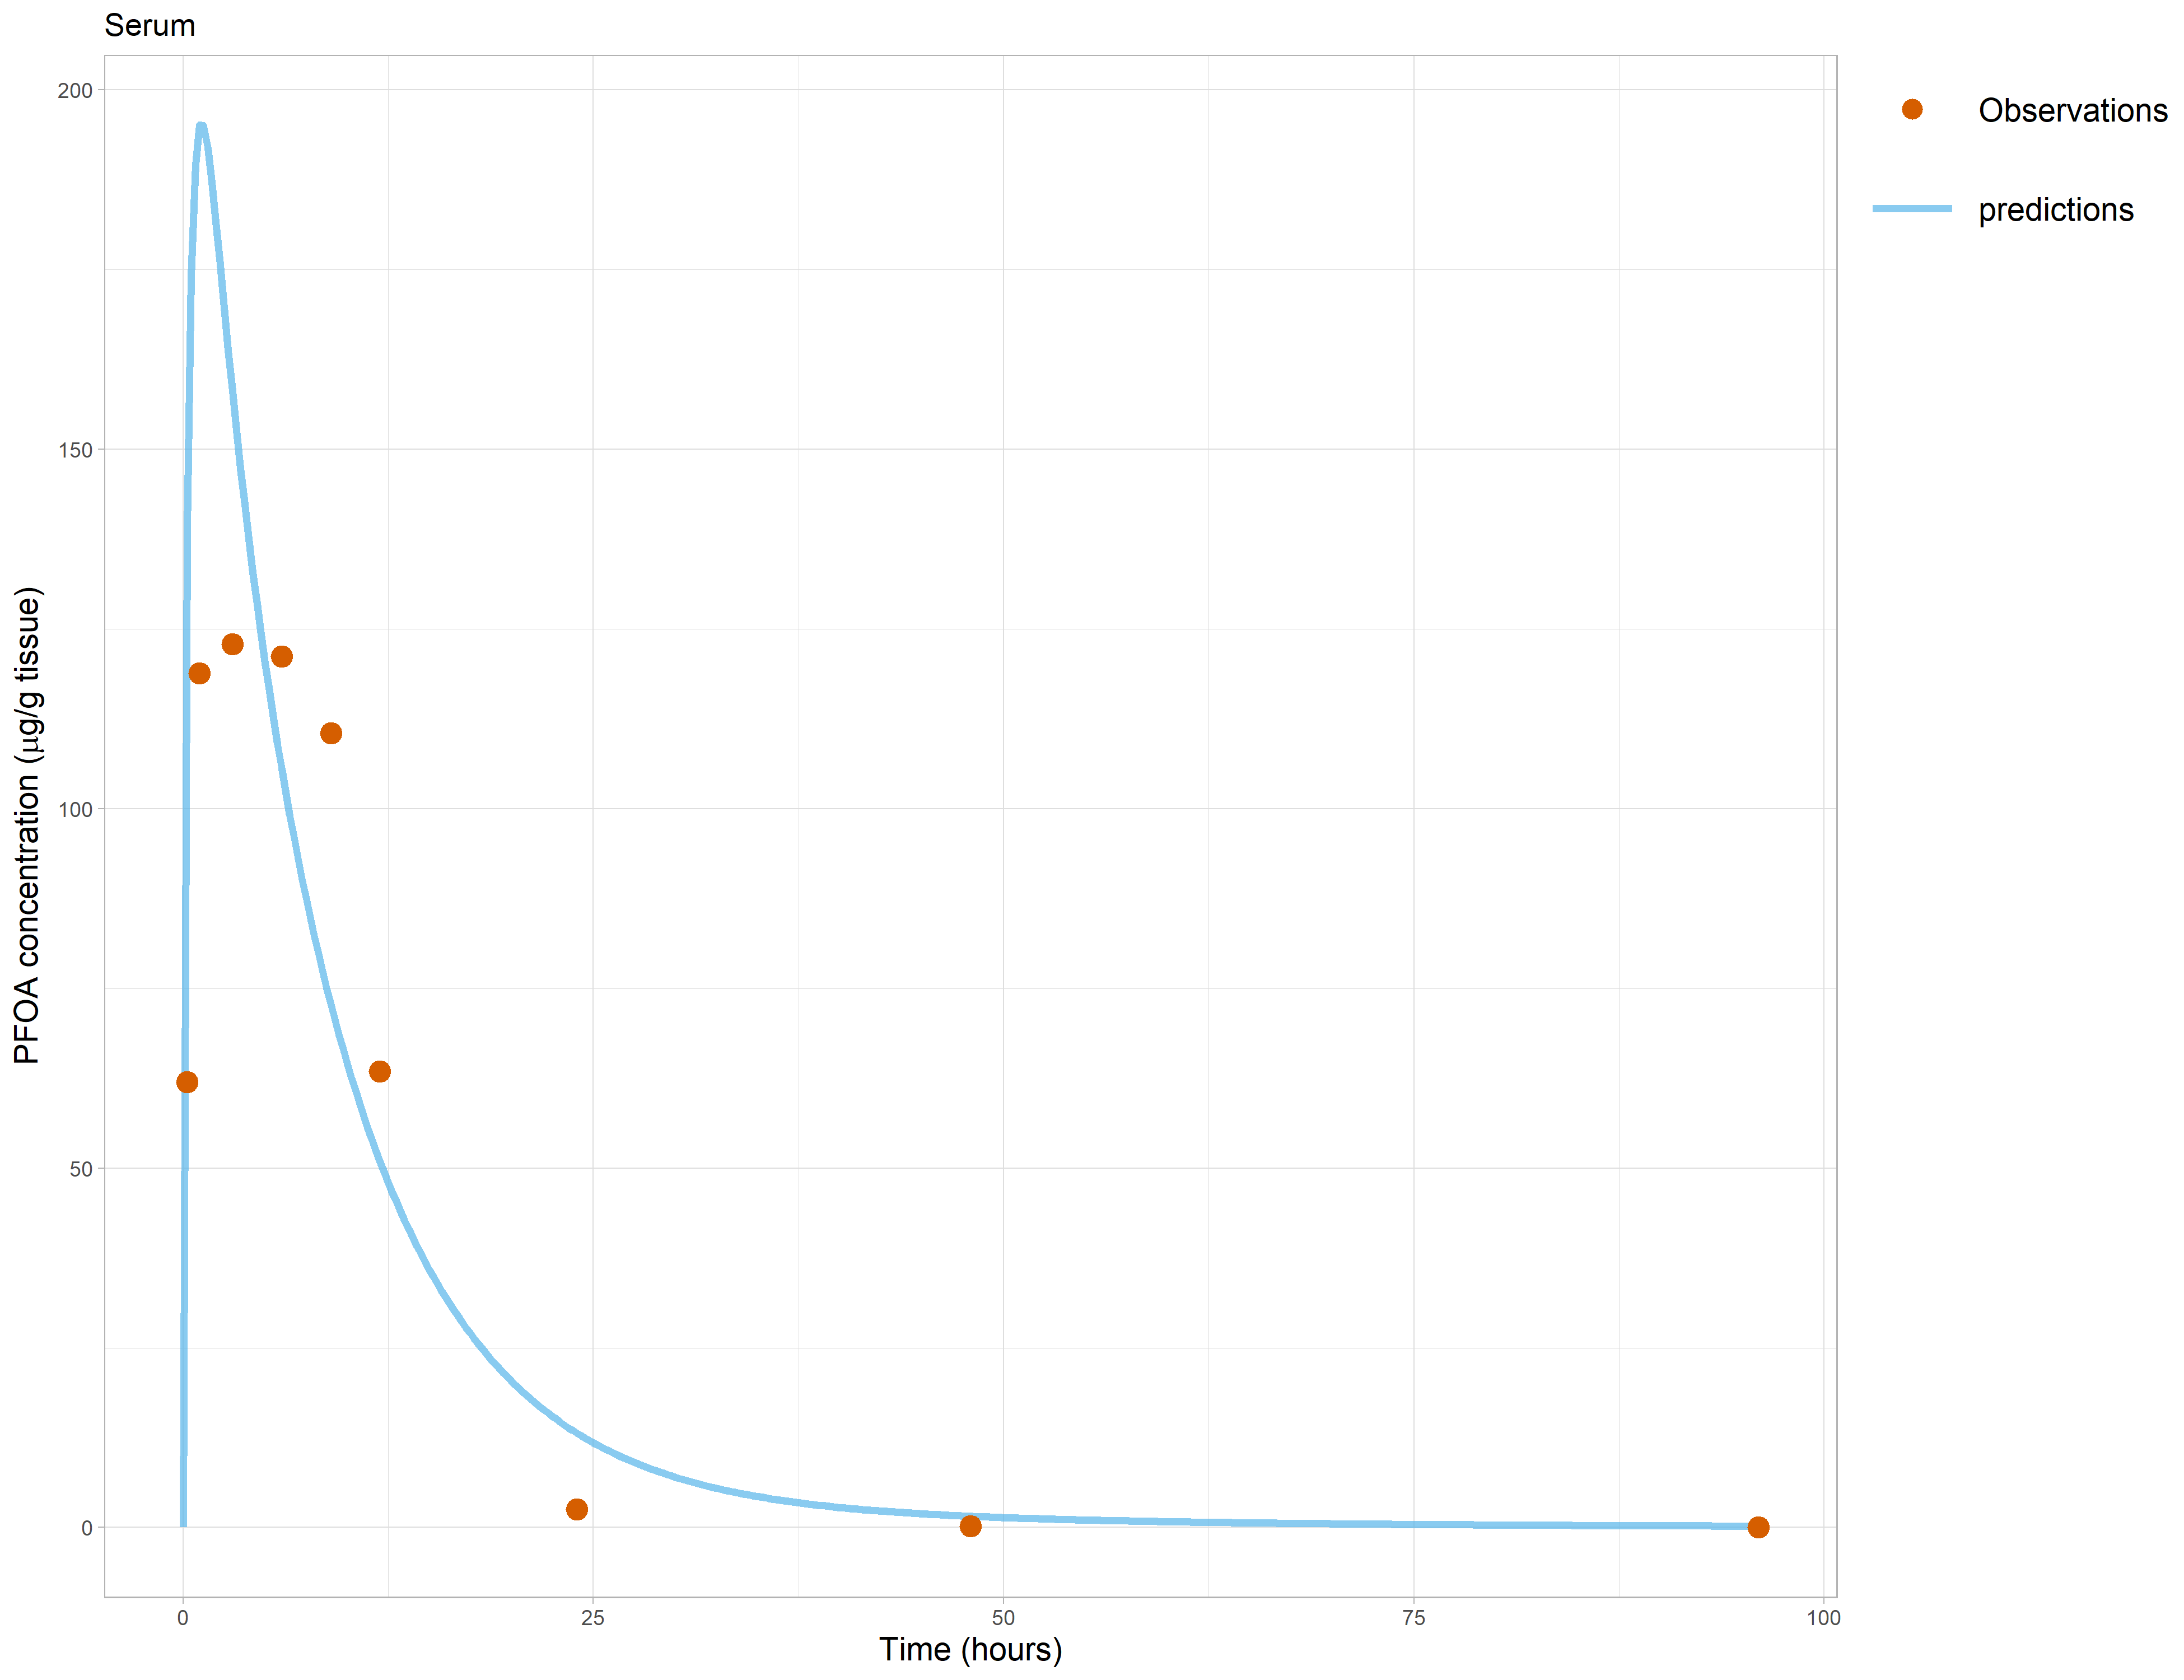 Serum
PFOA concentration (μg/g tissue)
200
150
100
50
0
0
25
50
75
100
Time (hours)
Observations
predictions